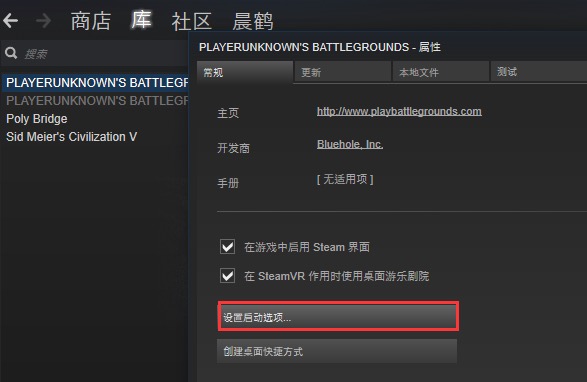 商店 库 社区 晨鹤
搜索
PLAYERUNKNOWN'S BATTLEGR
PLAYERUNKNOWN'S BATTLEGR
Poly Bridge
Sid Meier's Civilization V
PLAYERUNKNOWN'S BATTLEGROUNDS - 属性
常规 更新 本地文件 测试
主页 http://www.playbattlegrounds.com
开发商 Bluehole, Inc.
手册 [ 无适用项 ]
在游戏中启用 Steam 界面
在 SteamVR 作用时使用桌面游乐剧院
设置启动选项...
创建桌面快捷方式